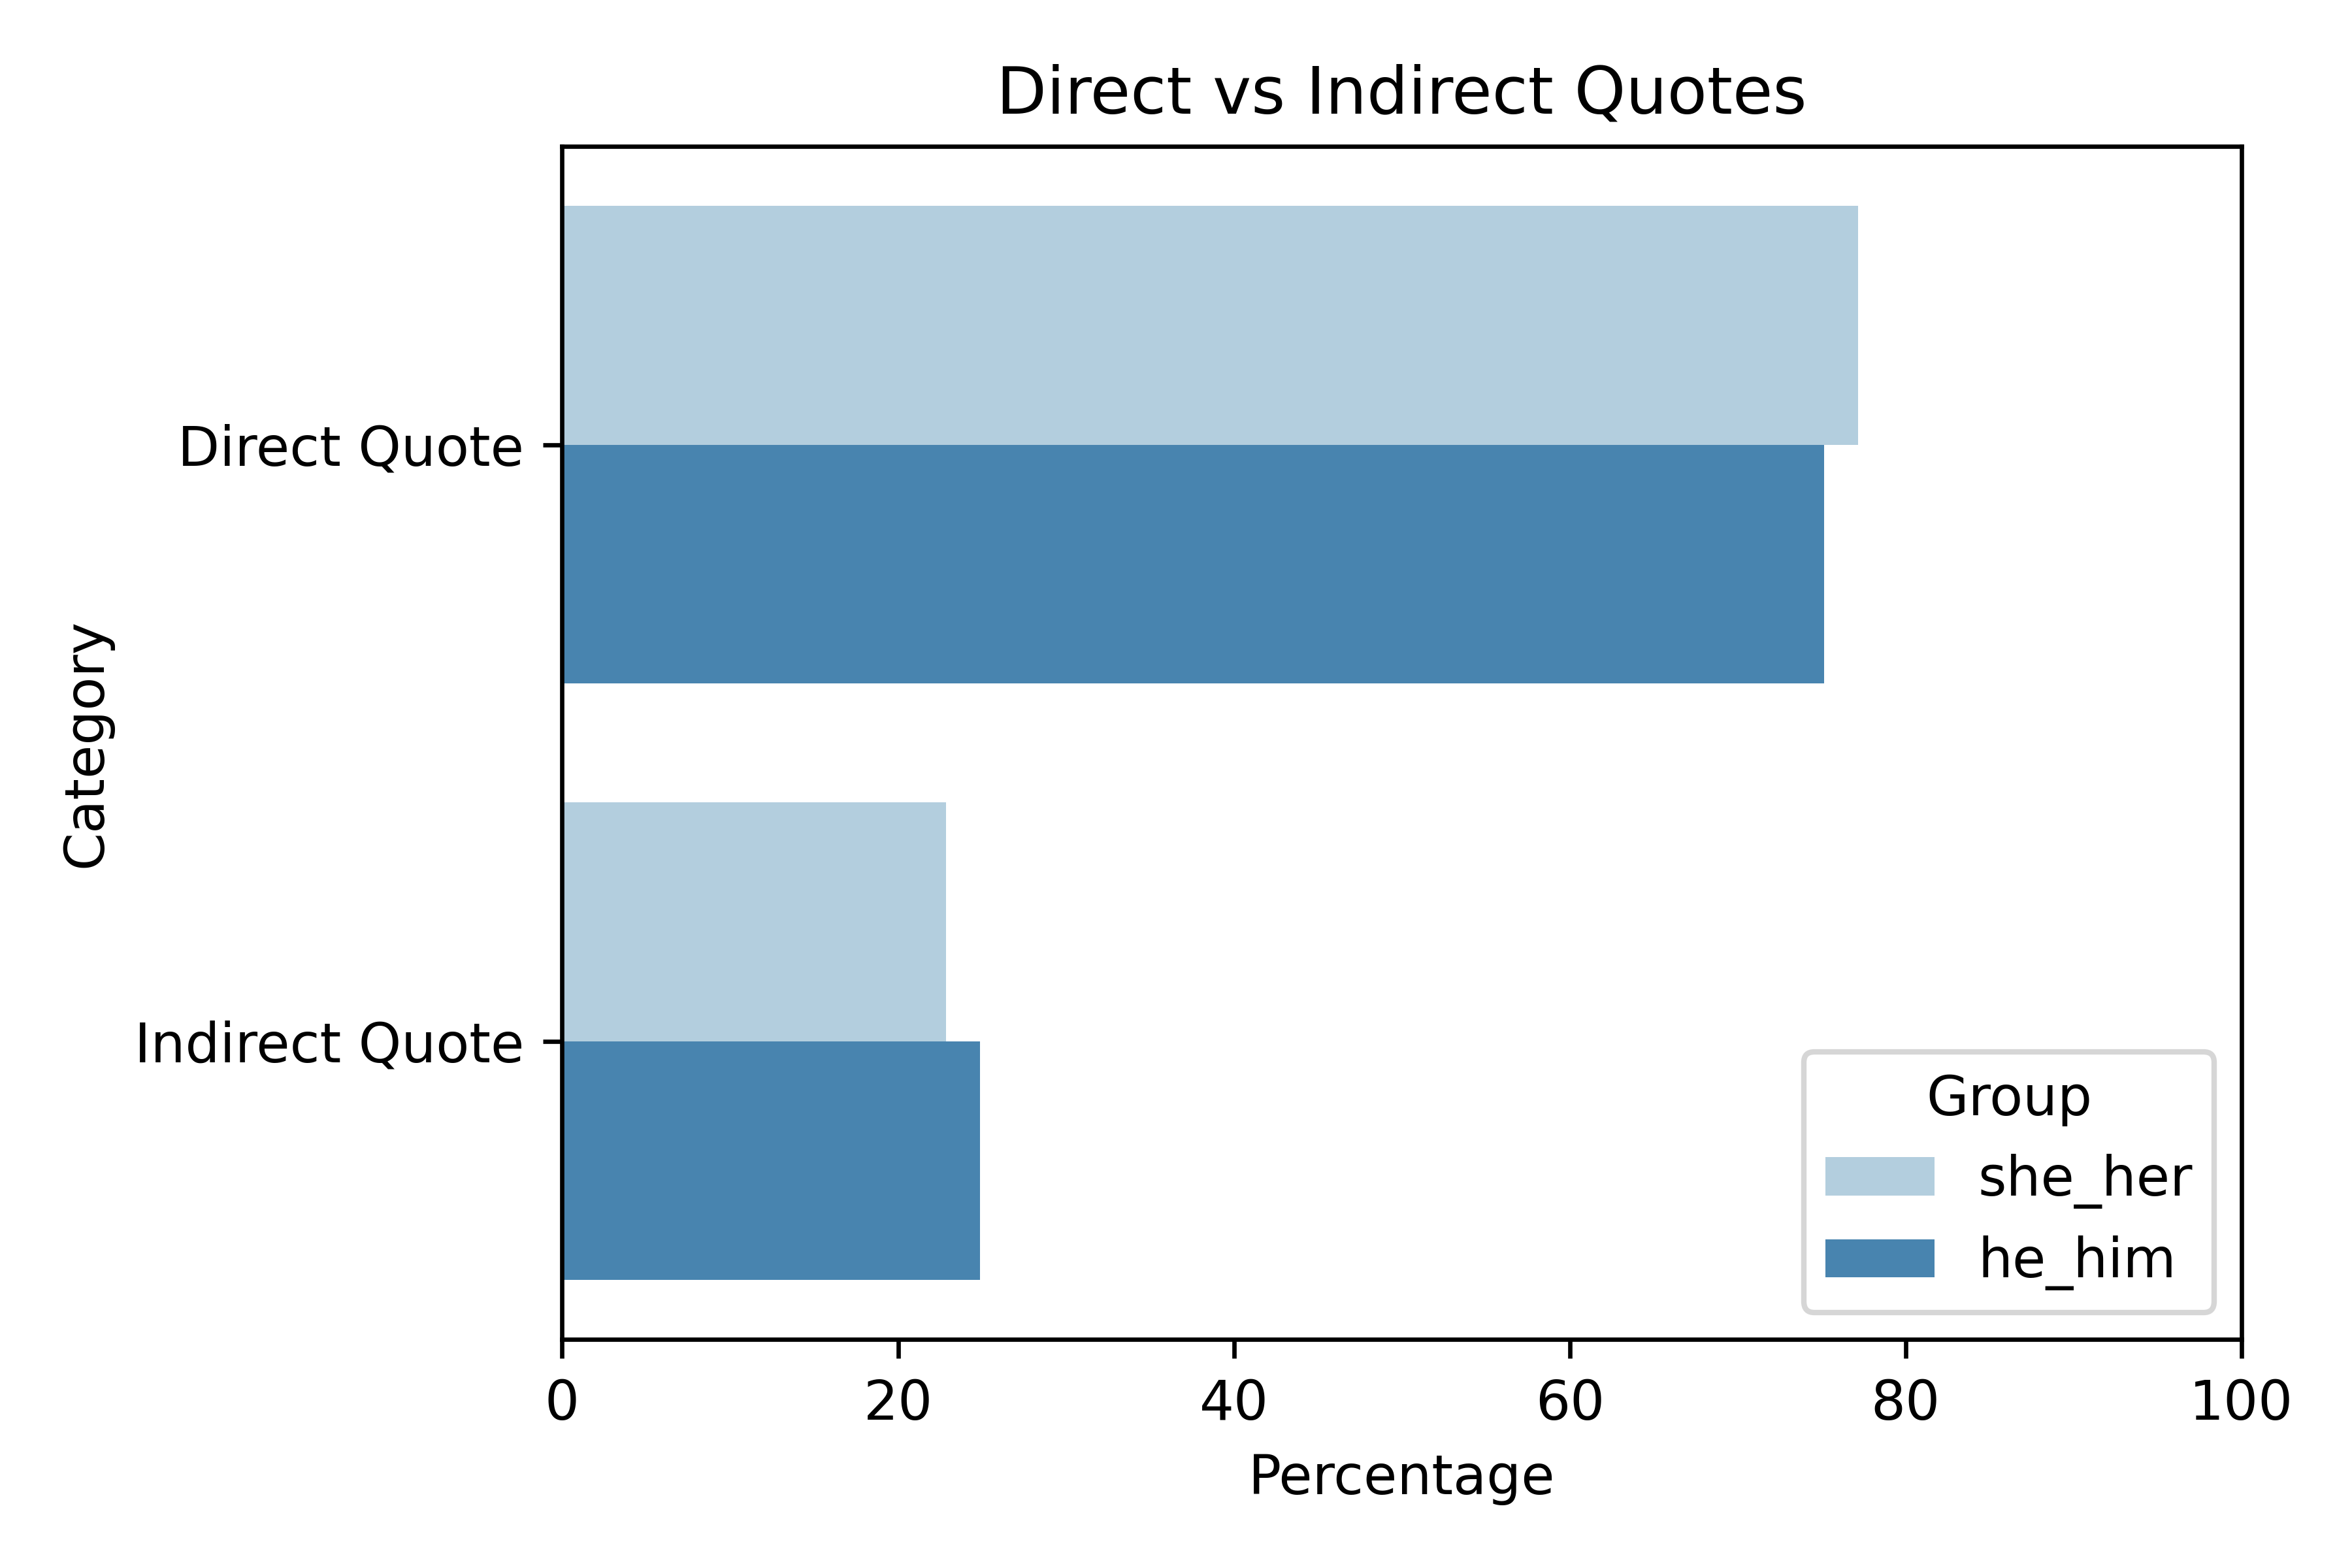 Direct vs Indirect Quotes
Category
Direct Quote
Indirect Quote
Group
she_her
he_him
0 20 40 60 80 100
Percentage